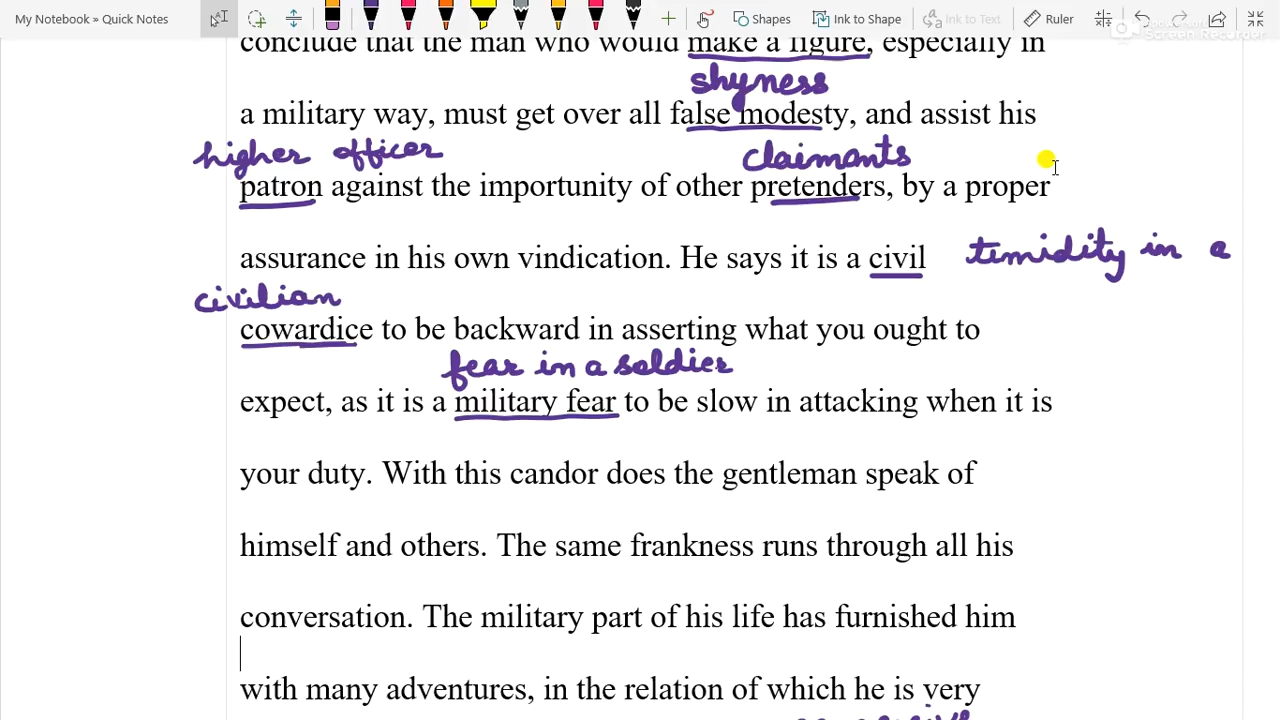 My Notebook » Quick Notes
Shapes
Ink to Shape
Ink to Text
Ruler
Screen Recorder
conclude that the man who would make a figure, especially in
shyness
a military way, must get over all false modesty, and assist his
higher officer claimants
patron against the importunity of other pretenders, by a proper
assurance in his own vindication. He says it is a civil timidity in a
civilian
cowardice to be backward in asserting what you ought to
fear in a soldier
expect, as it is a military fear to be slow in attacking when it is
your duty. With this candor does the gentleman speak of
himself and others. The same frankness runs through all his
conversation. The military part of his life has furnished him
with many adventures, in the relation of which he is very